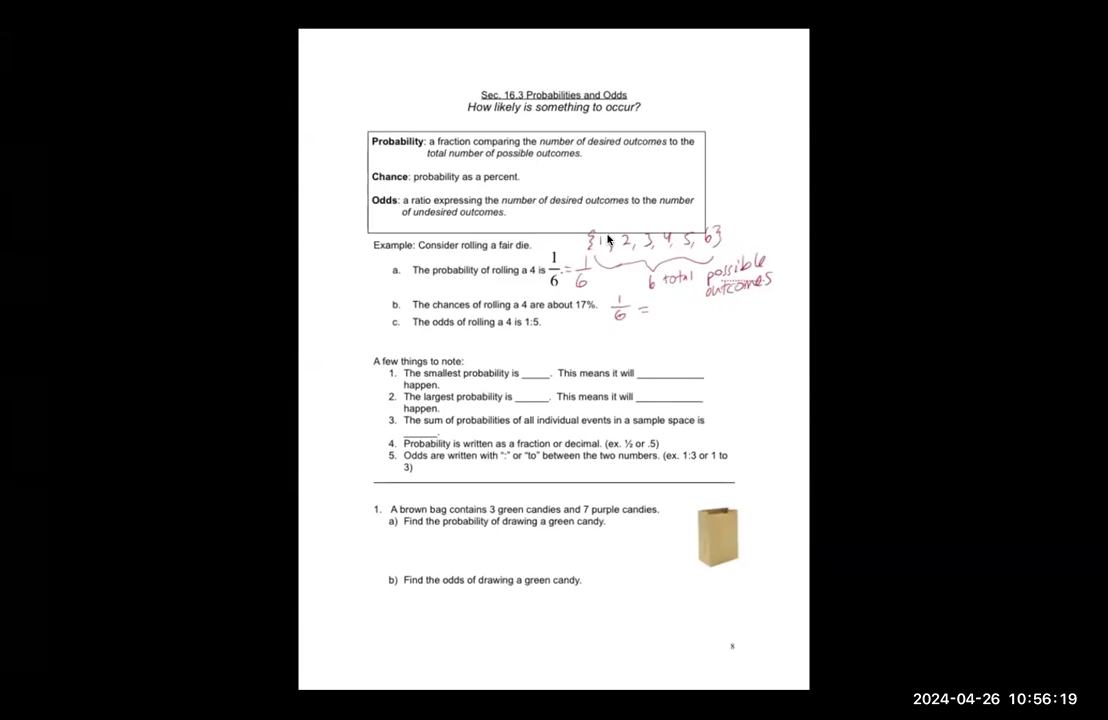 Sec. 16.3 Probabilities and Odds
How likely is something to occur?
Probability: a fraction comparing the number of desired outcomes to the
total number of possible outcomes.
Chance: probability as a percent.
Odds: a ratio expressing the number of desired outcomes to the number
of undesired outcomes.
{1, 2, 3, 4, 5, 6}
Example: Consider rolling a fair die.
a. The probability of rolling a 4 is 1/6. = 1/6
6 total possible
outcomes
b. The chances of rolling a 4 are about 17%. 1/6 =
c. The odds of rolling a 4 is 1:5.
A few things to note:
1. The smallest probability is _____. This means it will ___________
happen.
2. The largest probability is _____. This means it will ___________
happen.
3. The sum of probabilities of all individual events in a sample space is
______.
4. Probability is written as a fraction or decimal. (ex. ½ or .5)
5. Odds are written with “:” or “to” between the two numbers. (ex. 1:3 or 1 to
3)
1. A brown bag contains 3 green candies and 7 purple candies.
a) Find the probability of drawing a green candy.
b) Find the odds of drawing a green candy.
8
2024-04-26 10:56:19